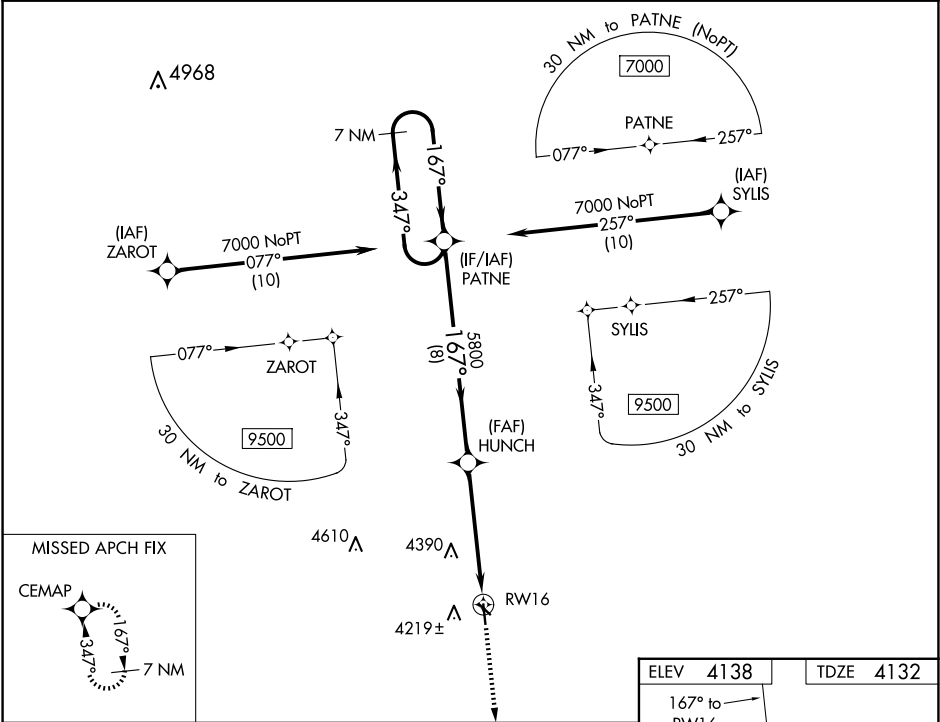 4968
30 NM to PATNE (NoPT)
7000
PATNE
077°
257°
7 NM
167°
347°
(IAF)
ZAROT
7000 NoPT
077°
(10)
(IF/IAF)
PATNE
7000 NoPT
257°
(10)
(IAF)
SYLIS
5800
167°
(8)
077°
ZAROT
347°
9500
30 NM to ZAROT
257°
SYLIS
347°
9500
30 NM to SYLIS
(FAF)
HUNCH
4610
4390
RW16
4219±
MISSED APCH FIX
CEMAP
167°
347°
7 NM
ELEV 4138
TDZE 4132
167° to
RW16